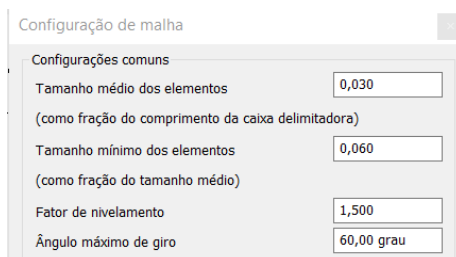 Configuração de malha
Configurações comuns
Tamanho médio dos elementos 0,030
(como fração do comprimento da caixa delimitadora)
Tamanho mínimo dos elementos 0,060
(como fração do tamanho médio)
Fator de nivelamento 1,500
Ângulo máximo de giro 60,00 grau